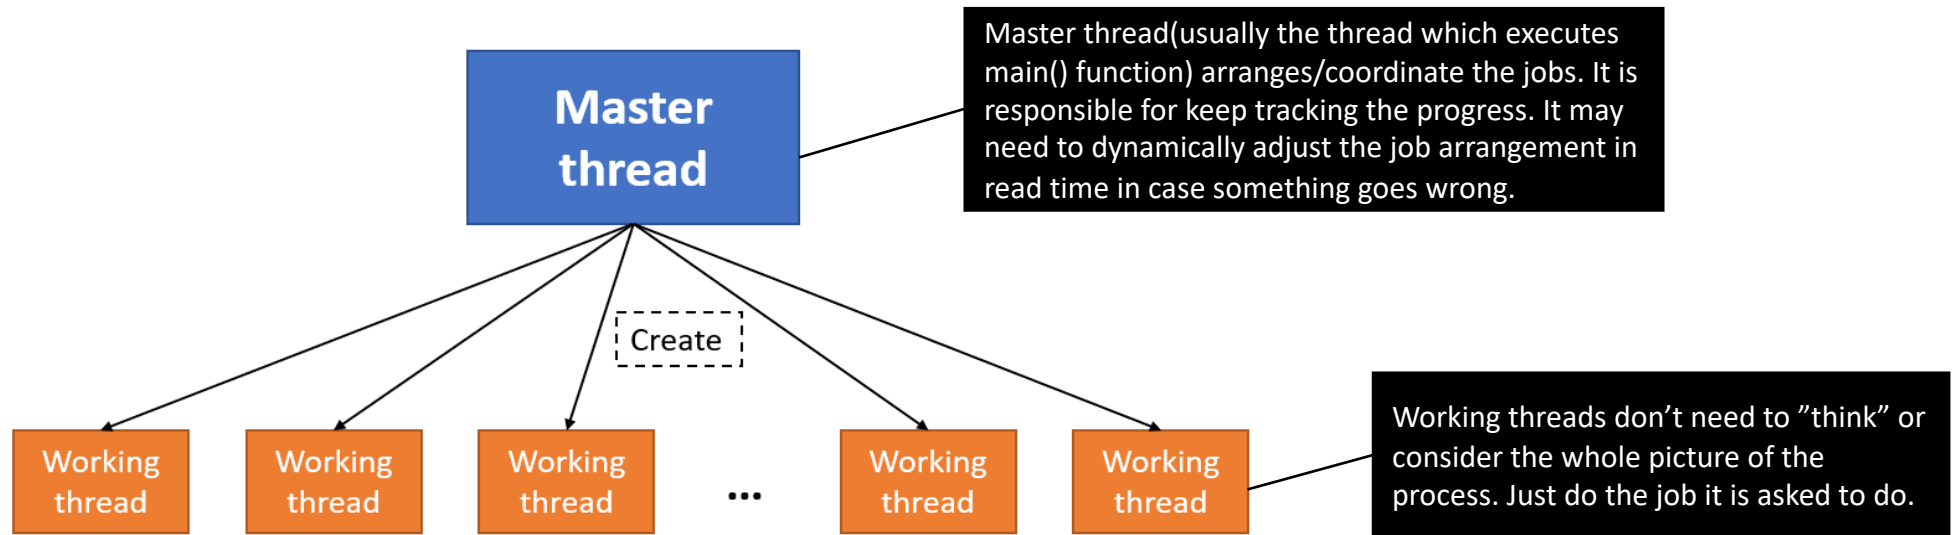 Master thread(usually the thread which executes
main() function) arranges/coordinate the jobs. It is
responsible for keep tracking the progress. It may
need to dynamically adjust the job arrangement in
read time in case something goes wrong.
Master
thread
Create
Working
thread
Working
thread
Working
thread
...
Working
thread
Working
thread
Working threads don’t need to ”think” or
consider the whole picture of the
process. Just do the job it is asked to do.